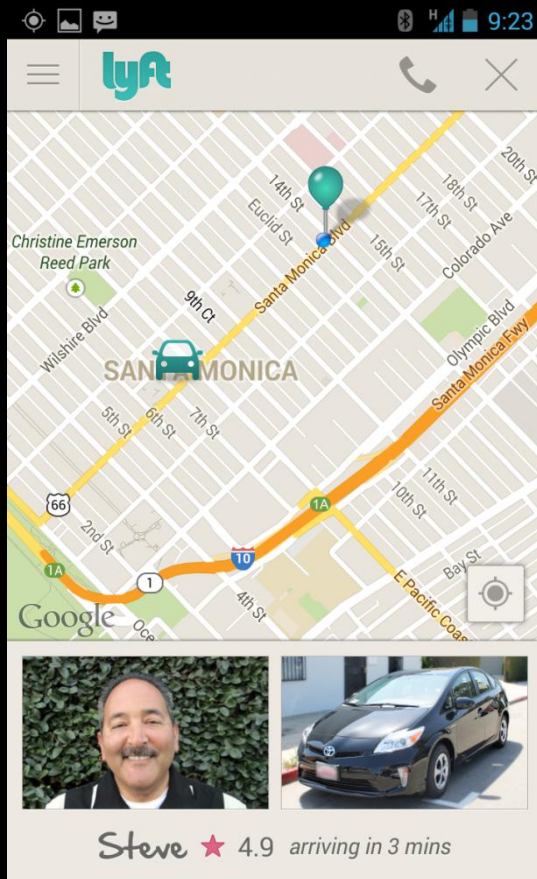 H 9:23
lyft
20th St
18th St
14th St
17th St
Euclid St
15th St
Colorado Ave
Christine Emerson
Reed Park
Santa Monica Blvd
9th Ct
Wilshire Blvd
Olympic Blvd
Santa Monica Fwy
SANTA MONICA
5th St
6th St
7th St
11th St
10th St
66
1A
2nd St
10
Bay St
1A
1
E Pacific Coas
4th St
Google
Oce
Steve ★ 4.9 arriving in 3 mins